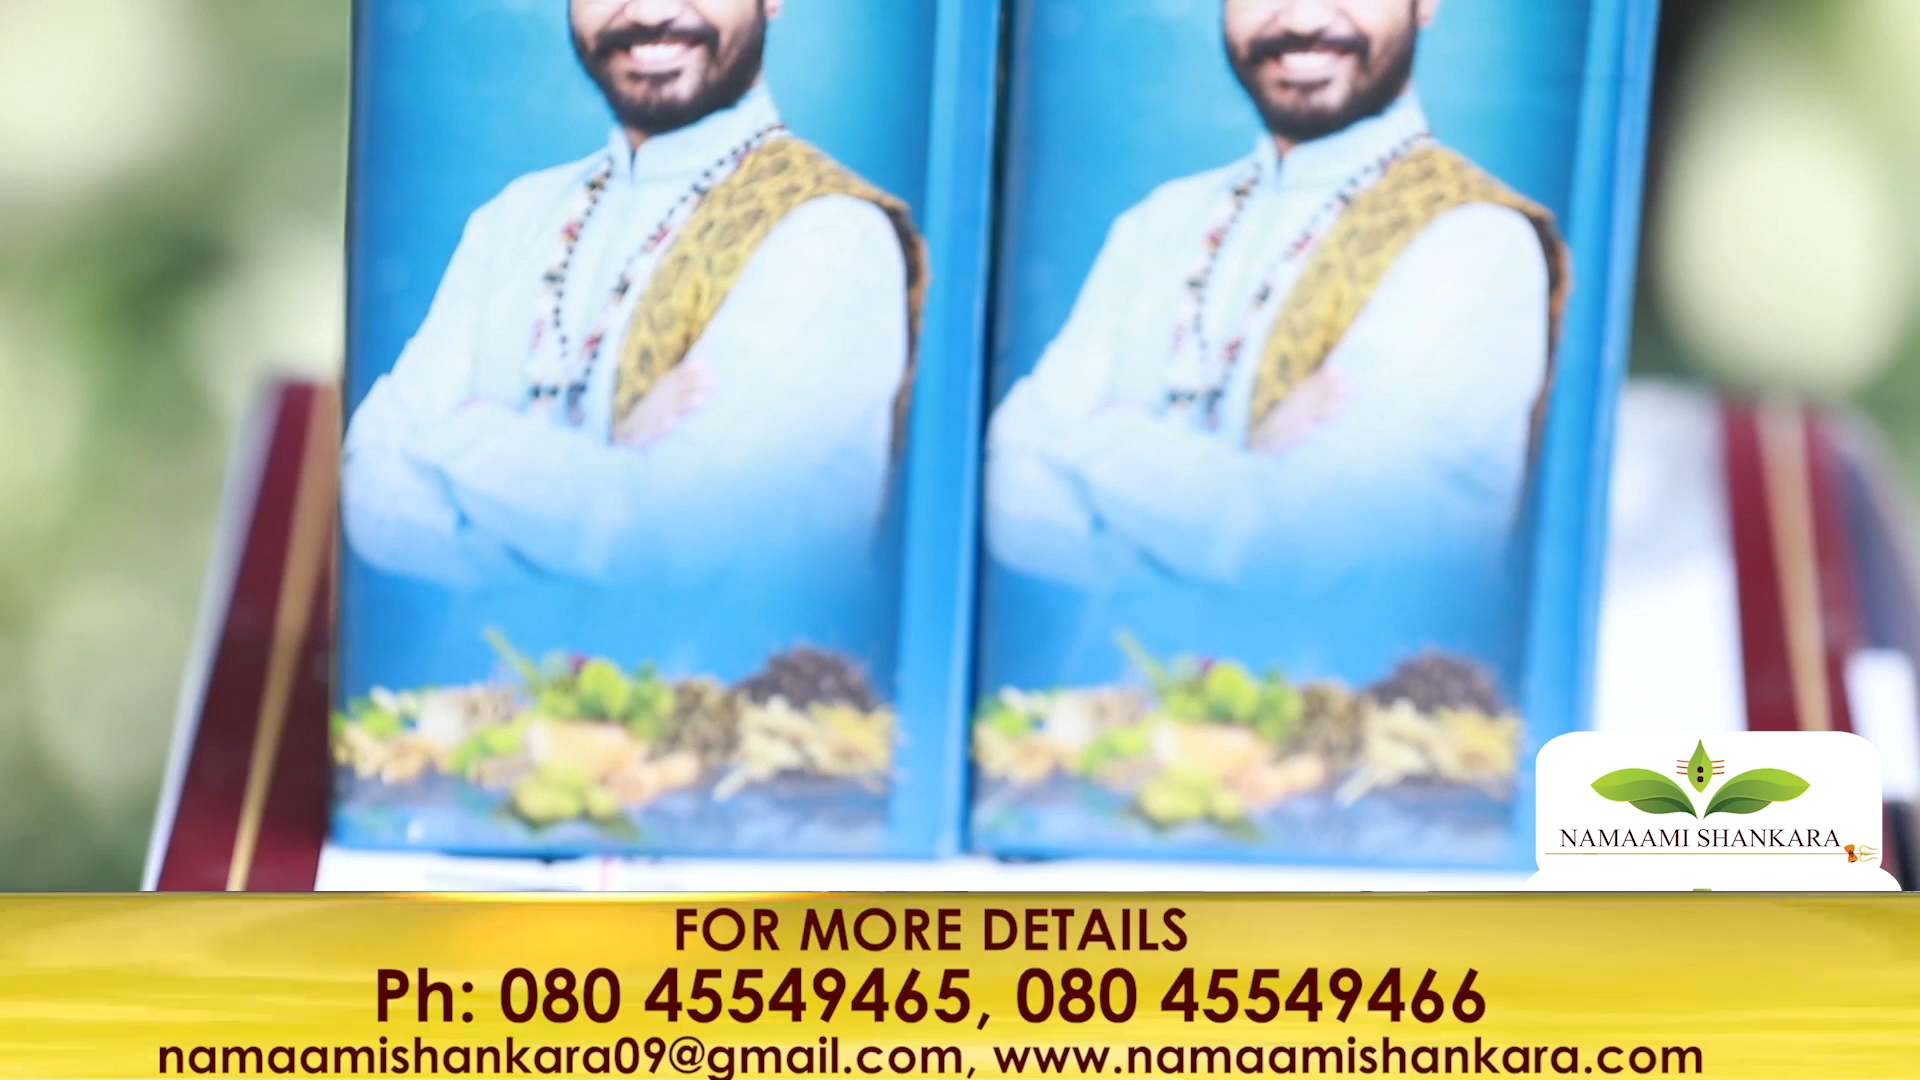 NAMAAMI SHANKARA
FOR MORE DETAILS
Ph: 080 45549465, 080 45549466
namaamishankara09@gmail.com, www.namaamishankara.com